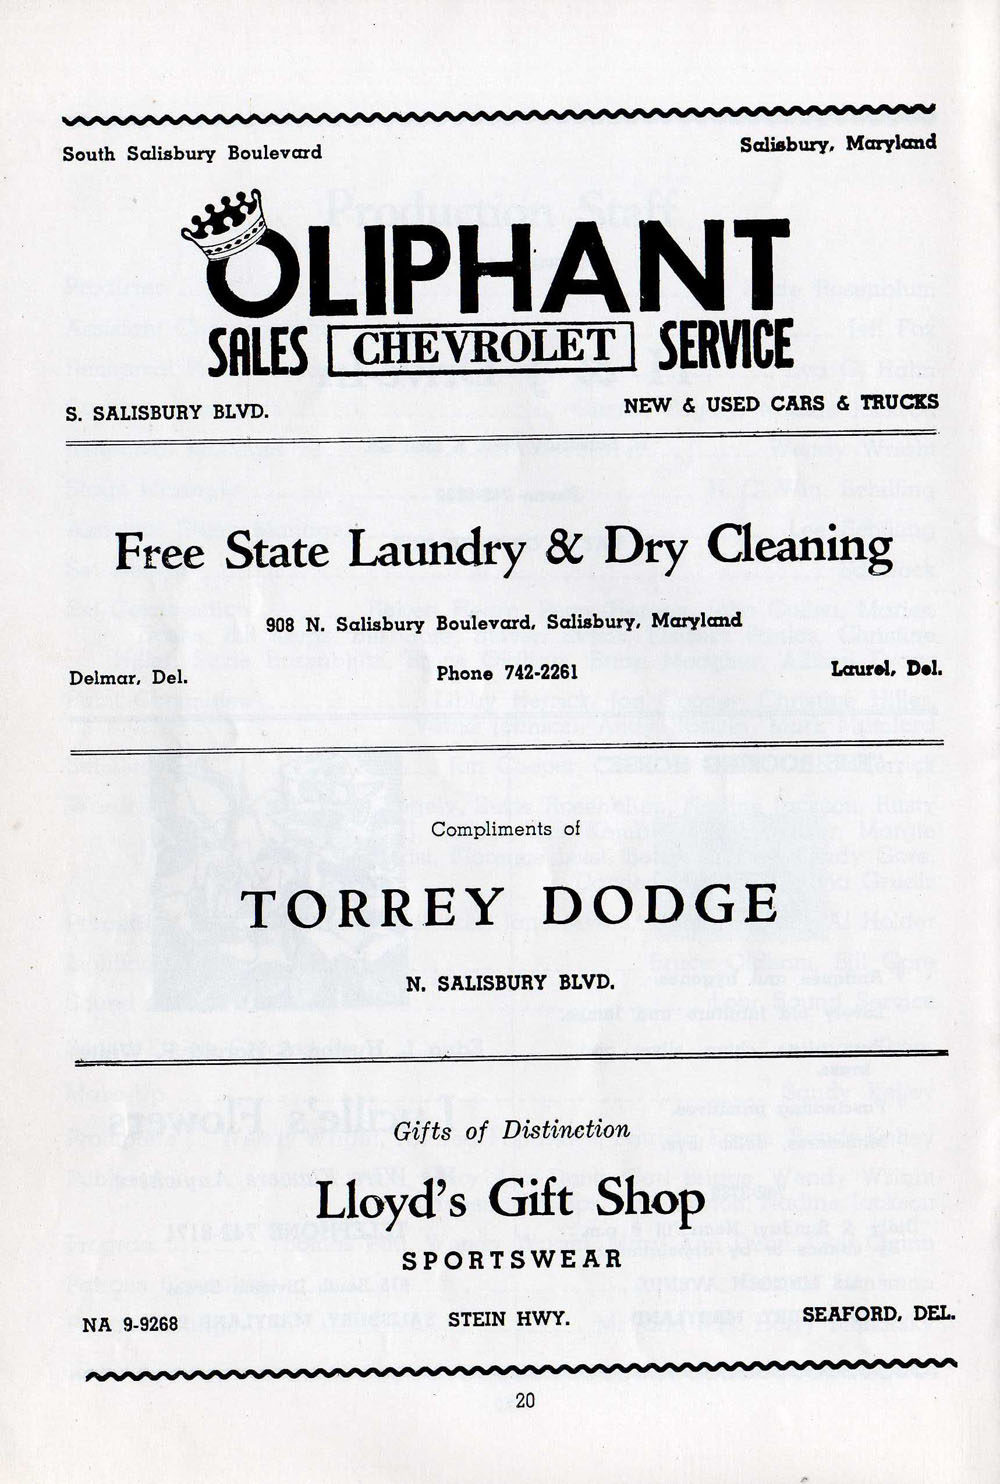 South Salisbury Boulevard Salisbury, Maryland
OLIPHANT
SALES CHEVROLET SERVICE
S. SALISBURY BLVD. NEW & USED CARS & TRUCKS
Free State Laundry & Dry Cleaning
908 N. Salisbury Boulevard, Salisbury, Maryland
Delmar, Del. Phone 742-2261 Laurel, Del.
Compliments of
TORREY DODGE
N. SALISBURY BLVD.
Gifts of Distinction
Lloyd's Gift Shop
SPORTSWEAR
NA 9-9268 STEIN HWY. SEAFORD, DEL.
20